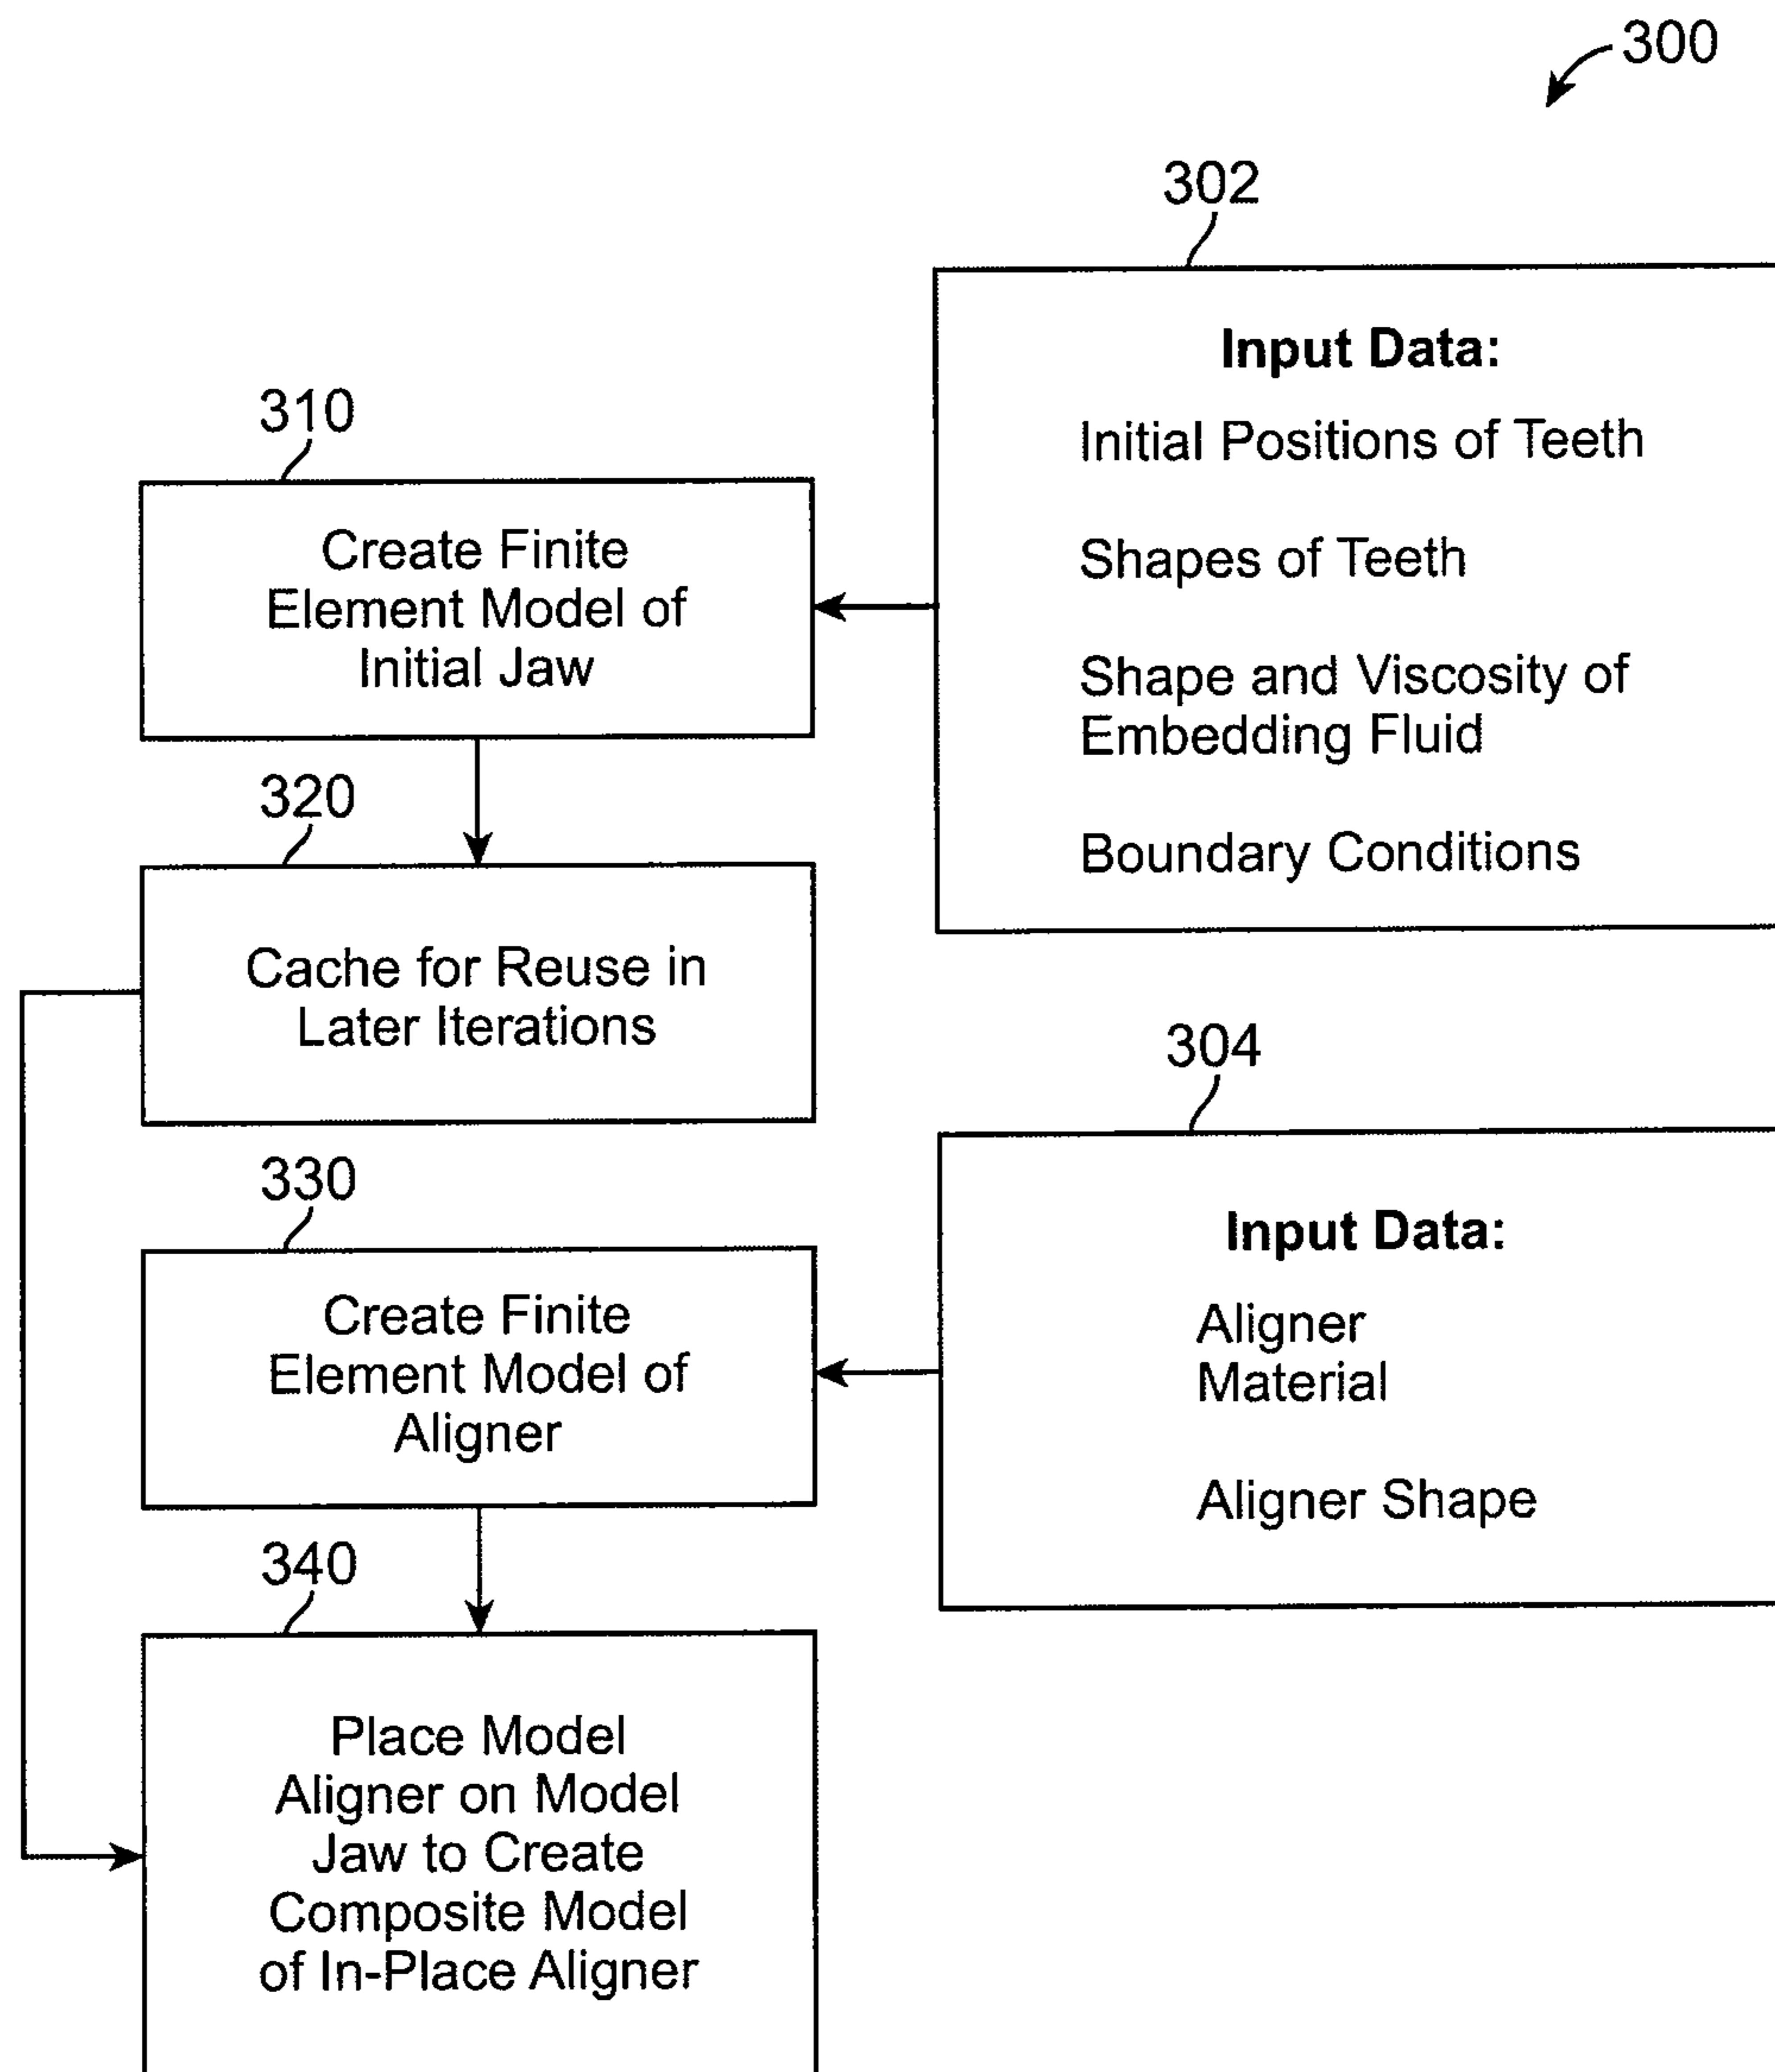 300
302
Input Data:
Initial Positions of Teeth
Shapes of Teeth
Shape and Viscosity of
Embedding Fluid
Boundary Conditions
310
Create Finite
Element Model of
Initial Jaw
320
Cache for Reuse in
Later Iterations
304
Input Data:
Aligner
Material
Aligner Shape
330
Create Finite
Element Model of
Aligner
340
Place Model
Aligner on Model
Jaw to Create
Composite Model
of In-Place Aligner